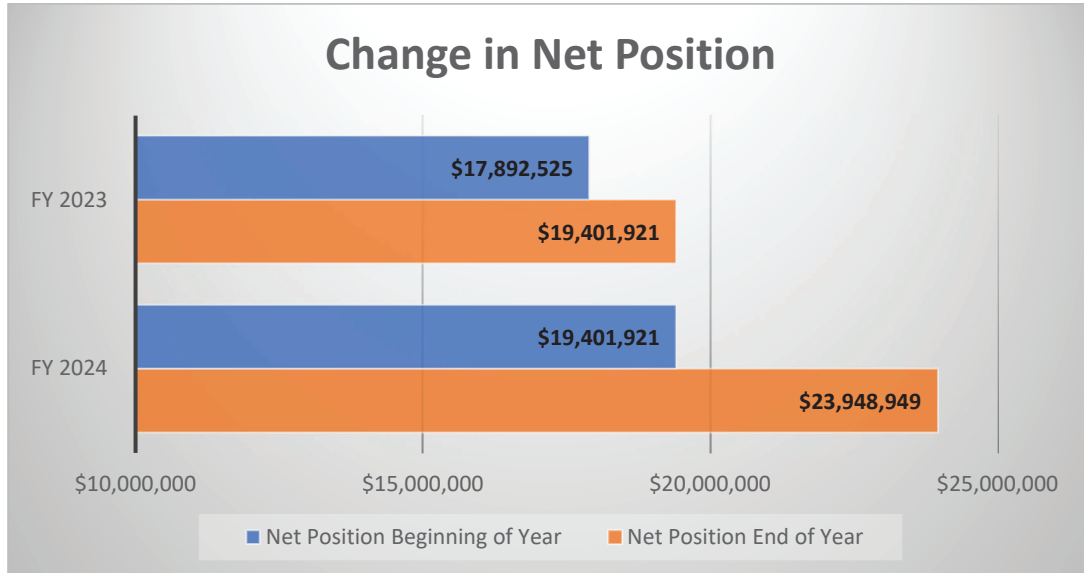 Change in Net Position
FY 2023
$17,892,525
$19,401,921
FY 2024
$19,401,921
$23,948,949
$10,000,000 $15,000,000 $20,000,000 $25,000,000
Net Position Beginning of Year Net Position End of Year